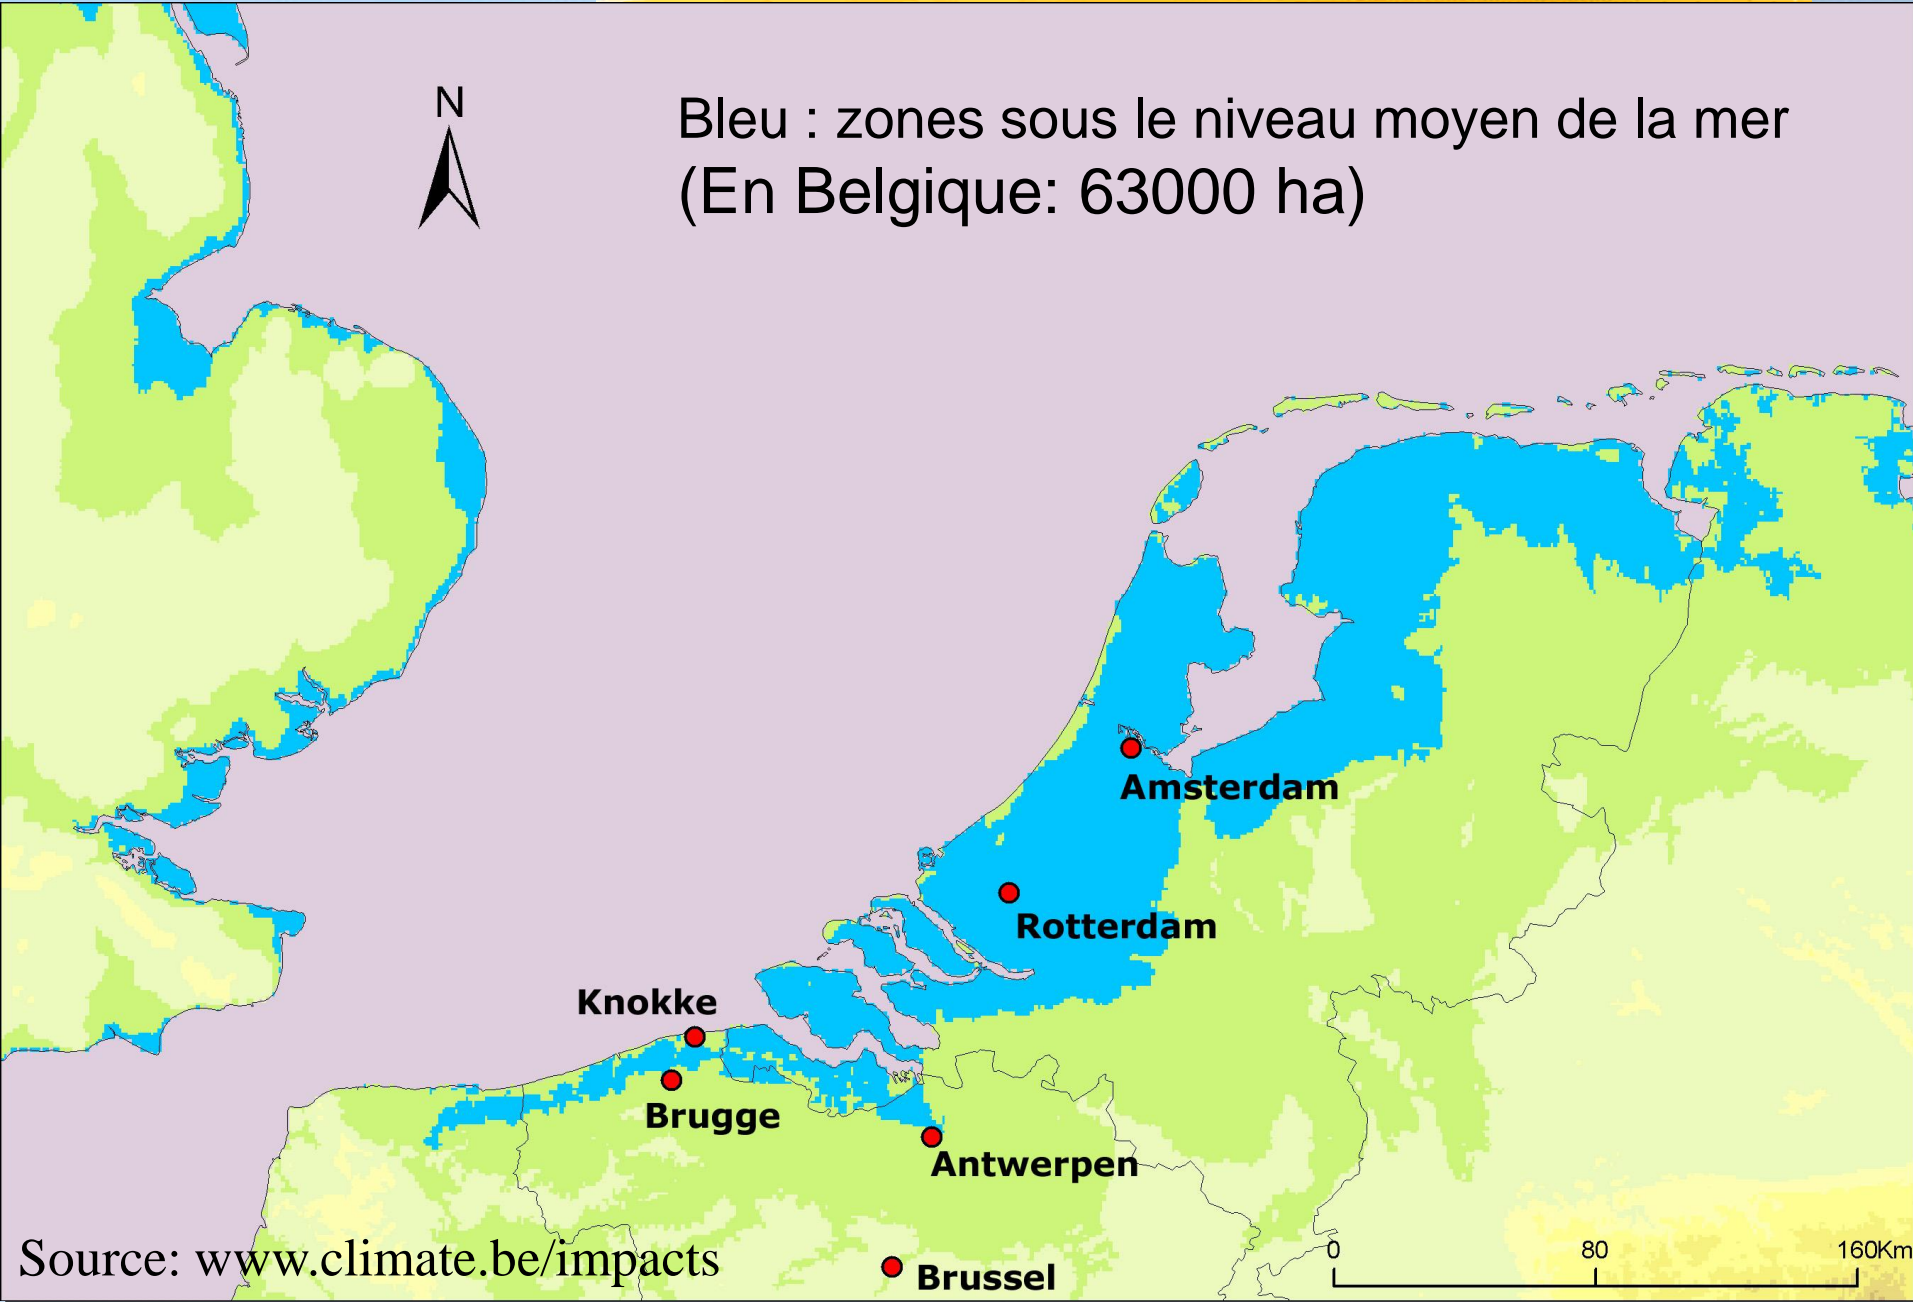 N
Bleu : zones sous le niveau moyen de la mer
(En Belgique: 63000 ha)
Amsterdam
Rotterdam
Knokke
Brugge
Antwerpen
Brussel
Source: www.climate.be/impacts
0 80 160Km